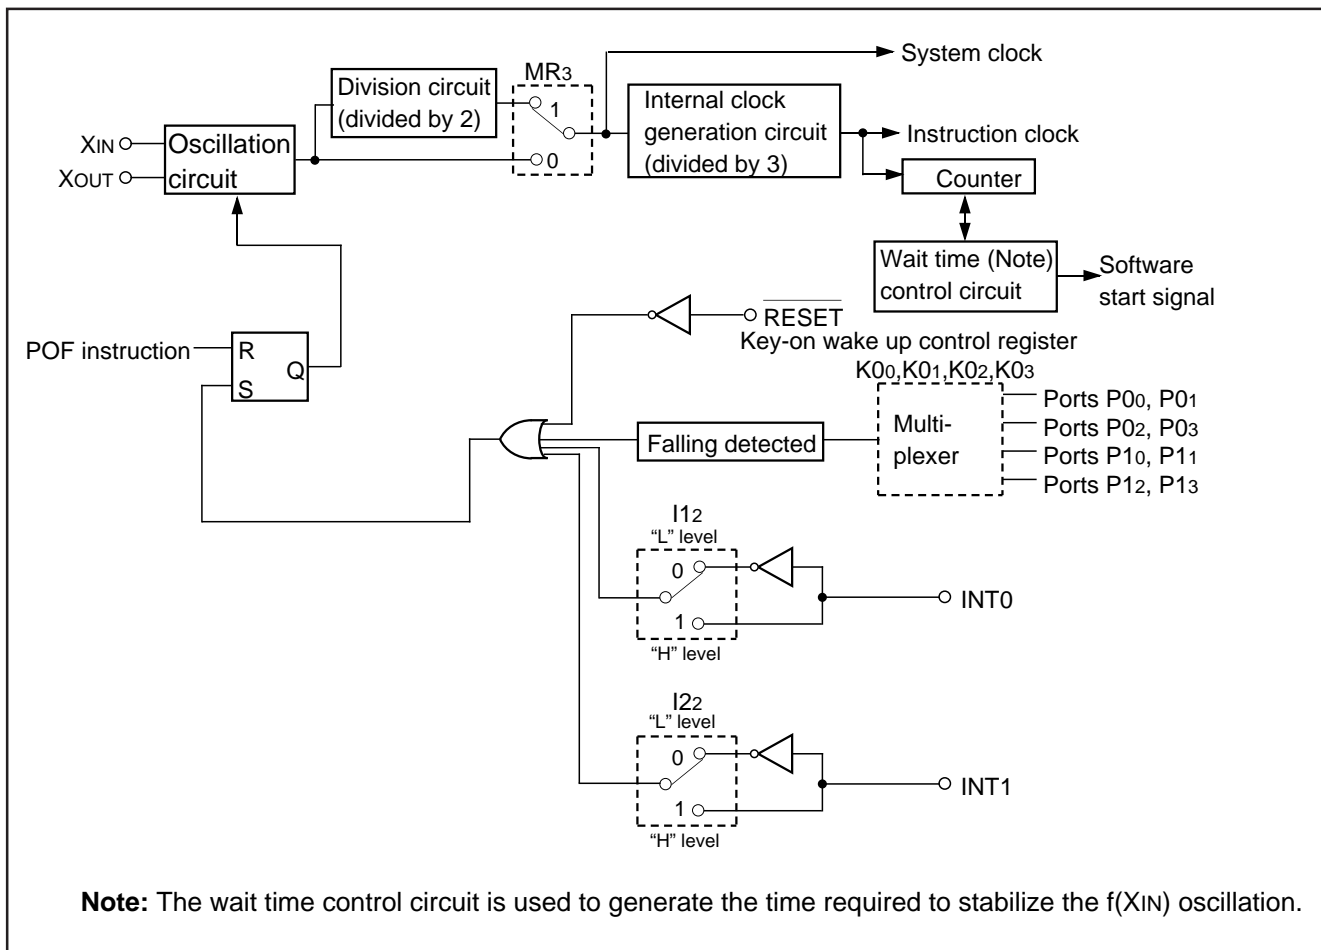 System clock
MR3
Division circuit
(divided by 2)
1
0
Internal clock
generation circuit
(divided by 3)
Instruction clock
XIN
XOUT
Oscillation
circuit
Counter
Wait time (Note)
control circuit
Software
start signal
RESET
Key-on wake up control register
K00,K01,K02,K03
POF instruction
R
S
Q
Falling detected
Multi-
plexer
Ports P00, P01
Ports P02, P03
Ports P10, P11
Ports P12, P13
I12
“L” level
0
1
“H” level
INT0
I22
“L” level
0
1
“H” level
INT1
Note: The wait time control circuit is used to generate the time required to stabilize the f(XIN) oscillation.